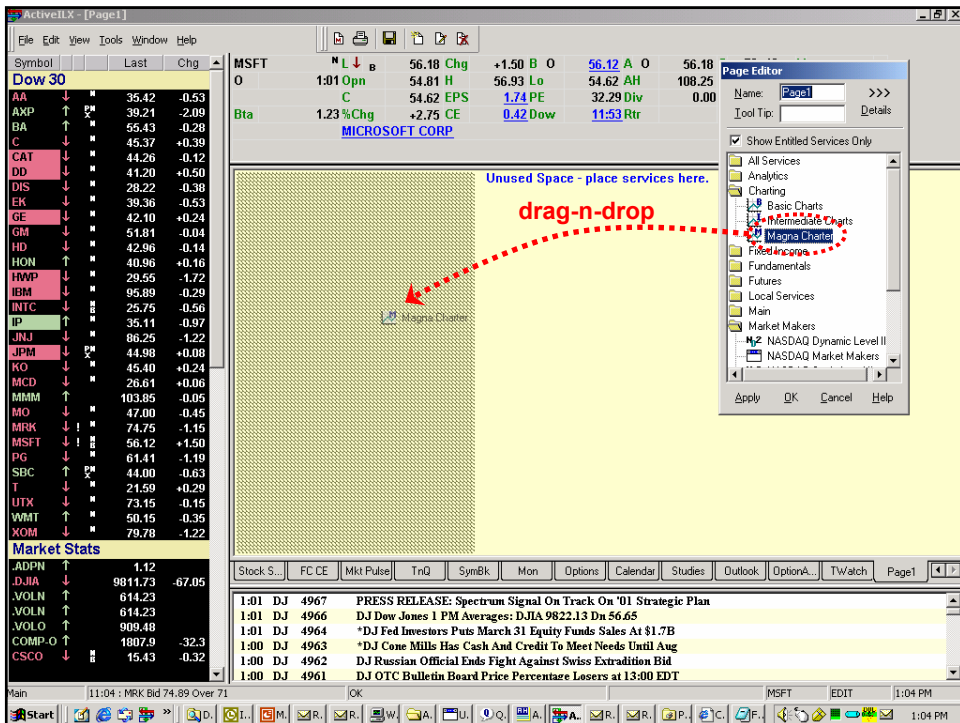 ActiveILX - [Page1]
File Edit View Tools Window Help
Symbol Last Chg
Dow 30
AA 35.42 -0.53
AXP 39.21 -2.09
BA 55.43 -0.28
C 45.37 +0.39
CAT 44.26 -0.12
DD 41.20 +0.50
DIS 28.22 -0.38
EK 39.36 -0.53
GE 42.10 +0.24
GM 51.81 -0.04
HD 42.96 -0.14
HON 40.96 +0.16
HWP 29.55 -1.72
IBM 95.89 -0.29
INTC 25.75 -0.56
IP 35.11 -0.97
JNJ 86.25 -1.22
JPM 44.98 +0.08
KO 45.40 +0.24
MCD 26.61 +0.06
MMM 103.85 -0.05
MO 47.00 -0.45
MRK ! 74.75 -1.15
MSFT ! 56.12 +1.50
PG 61.41 -1.19
SBC 44.00 -0.63
T 21.59 +0.29
UTX 73.15 -0.15
WMT 50.15 -0.35
XOM 79.78 -1.22
Market Stats
.ADPN 1.12
.DJIA 9811.73 -67.05
.VOLN 614.23
.VOLN 614.23
.VOLO 909.48
COMP-O 1807.9 -32.3
CSCO 15.43 -0.32
MSFT N L B 56.18 Chg +1.50 B O 56.12 A O 56.18
O 1:01 Opn 54.81 H 56.93 Lo 54.62 AH 108.25
C 54.62 EPS 1.74 PE 32.29 Div 0.00
Bta 1.23 %Chg +2.75 CE 0.42 Dow 11:53 Rtr
MICROSOFT CORP
Unused Space - place services here.
drag-n-drop
Magna Charter
Page Editor
Name: Page1 >>>
Tool Tip: Details
Show Entitled Services Only
All Services
Analytics
Charting
Basic Charts
Intermediate Charts
Magna Charter
Fixed Income
Fundamentals
Futures
Local Services
Main
Market Makers
NASDAQ Dynamic Level II
NASDAQ Market Makers
Apply OK Cancel Help
Stock S... FC CE Mkt Pulse TnQ SymBk Mon Options Calendar Studies Outlook OptionA... TWatch Page1
1:01 DJ 4967 PRESS RELEASE: Spectrum Signal On Track On '01 Strategic Plan
1:01 DJ 4966 DJ Dow Jones 1 PM Averages: DJIA 9822.13 Dn 56.65
1:01 DJ 4964 *DJ Fed Investors Puts March 31 Equity Funds Sales At $1.7B
1:00 DJ 4963 *DJ Cone Mills Has Cash And Credit To Meet Needs Until Aug
1:00 DJ 4962 DJ Russian Official Ends Fight Against Swiss Extradition Bid
1:00 DJ 4961 DJ OTC Bulletin Board Price Percentage Losers at 13:00 EDT
Main 11:04 : MRK Bid 74.89 Over 71 OK MSFT EDIT 1:04 PM
Start » D. I.. M. R.. R.. W. A.. U. Q.. A.. A.. R.. R.. P.. C.. F.. 1:04 PM